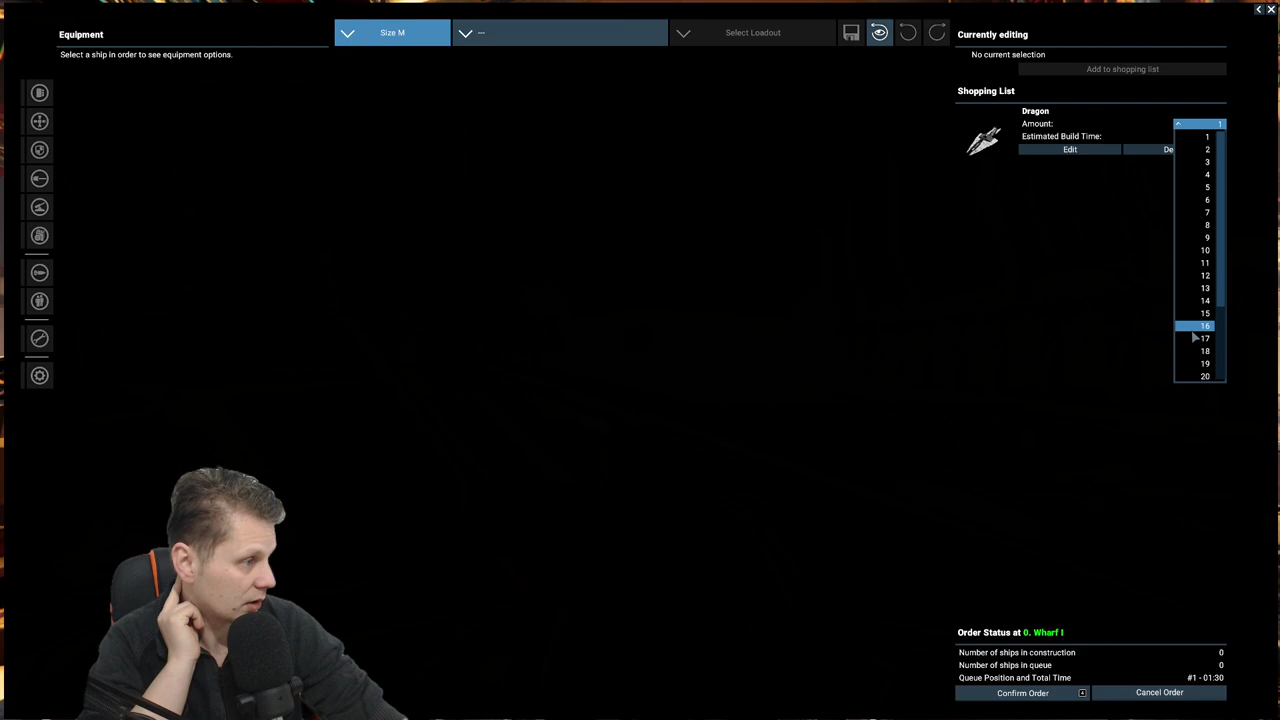 Equipment
Select a ship in order to see equipment options.
Size M
---
Select Loadout
Currently editing
No current selection
Add to shopping list
Shopping List
Dragon
Amount:
1
Estimated Build Time:
Edit
De
1
2
3
4
5
6
7
8
9
10
11
12
13
14
15
16
17
18
19
20
Order Status at 0. Wharf I
Number of ships in construction 0
Number of ships in queue 0
Queue Position and Total Time #1 - 01:30
Confirm Order
Cancel Order